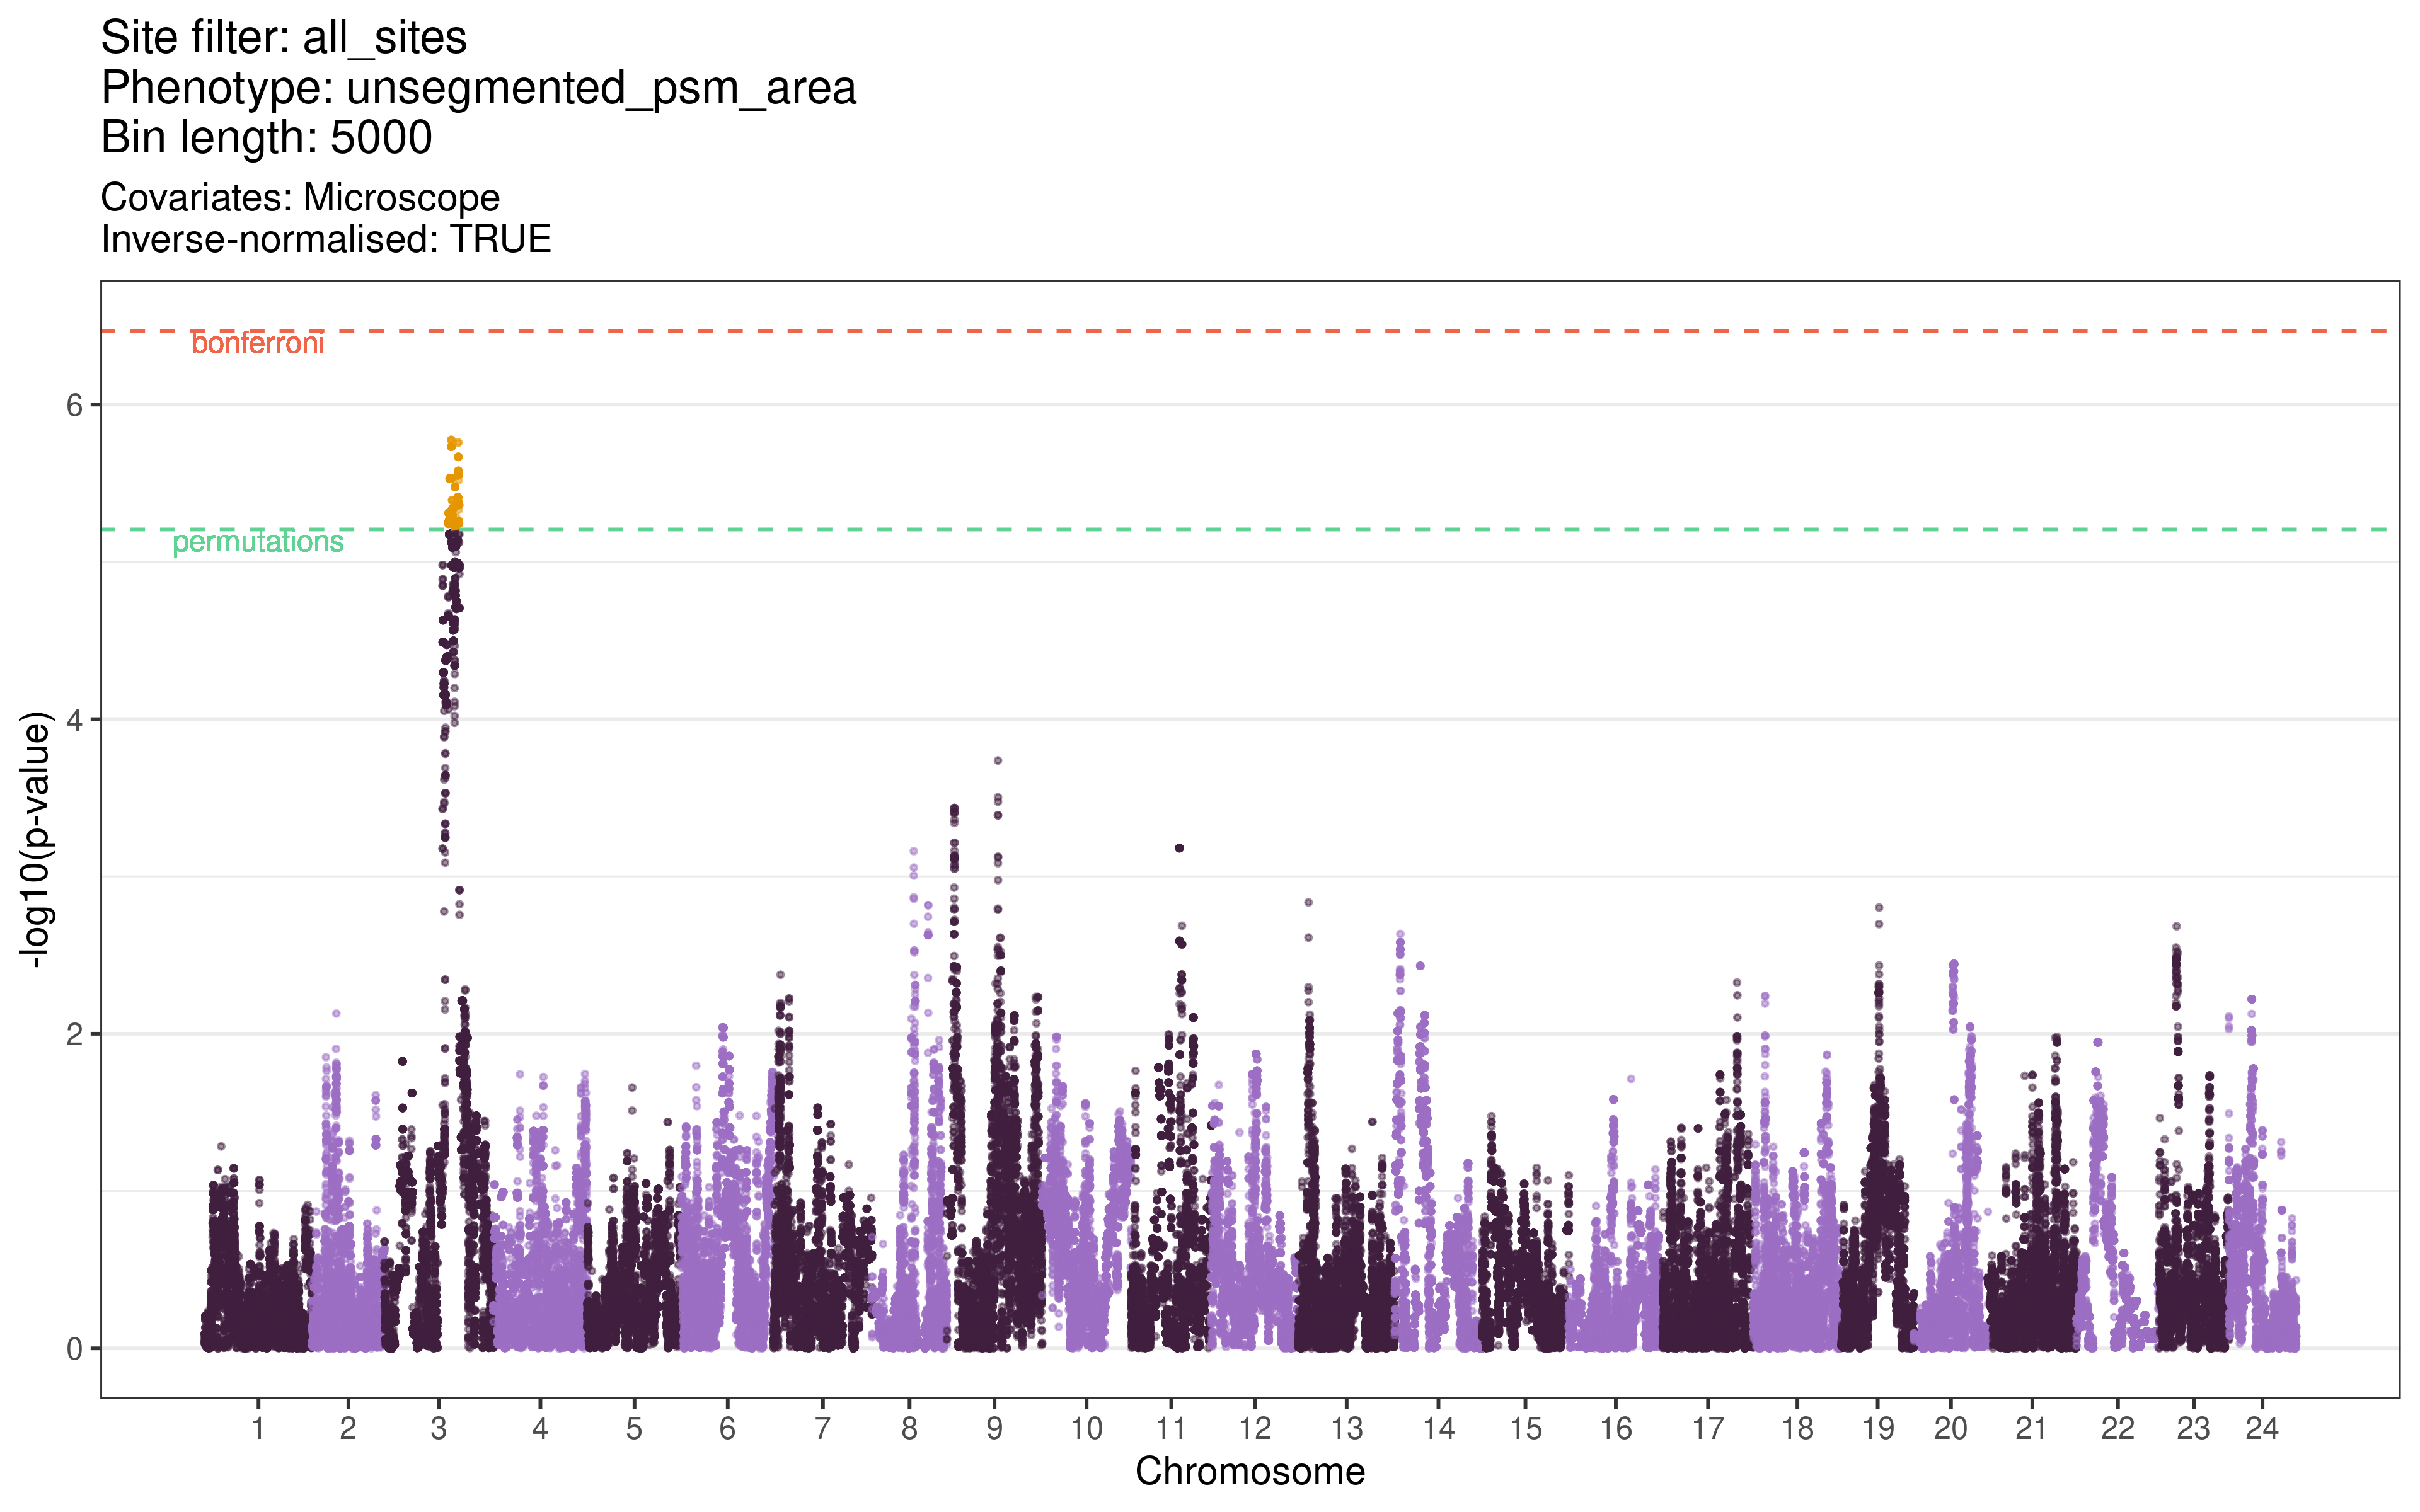 Site filter: all_sites
Phenotype: unsegmented_psm_area
Bin length: 5000
Covariates: Microscope
Inverse-normalised: TRUE
bonferroni
6
permutations
4
-log10(p-value)
2
0
1 2 3 4 5 6 7 8 9 10 11 12 13 14 15 16 17 18 19 20 21 22 23 24
Chromosome